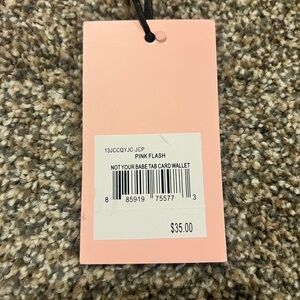 13JCCQYJC-JCP
PINK FLASH
NOT YOUR BABE TAB CARD WALLET
8 85919 75577 3
$35.00